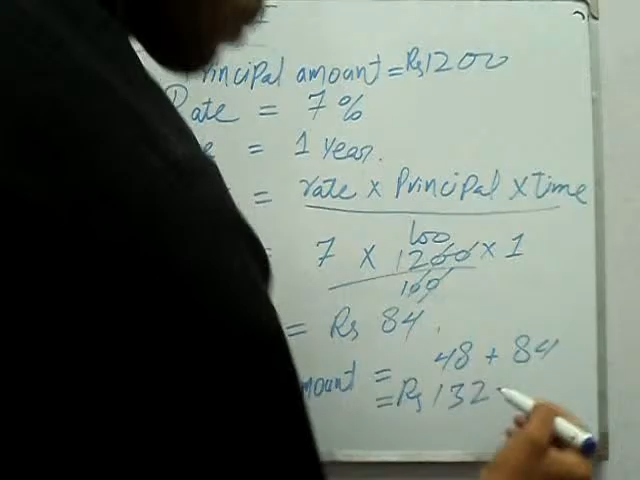 rincipal amount = Rs 1200
Rate = 7%
= 1 year.
= rate x Principal x time
100
7 x 1200 x 1
100
= Rs 84.
mount = 48 + 84
= Rs 132